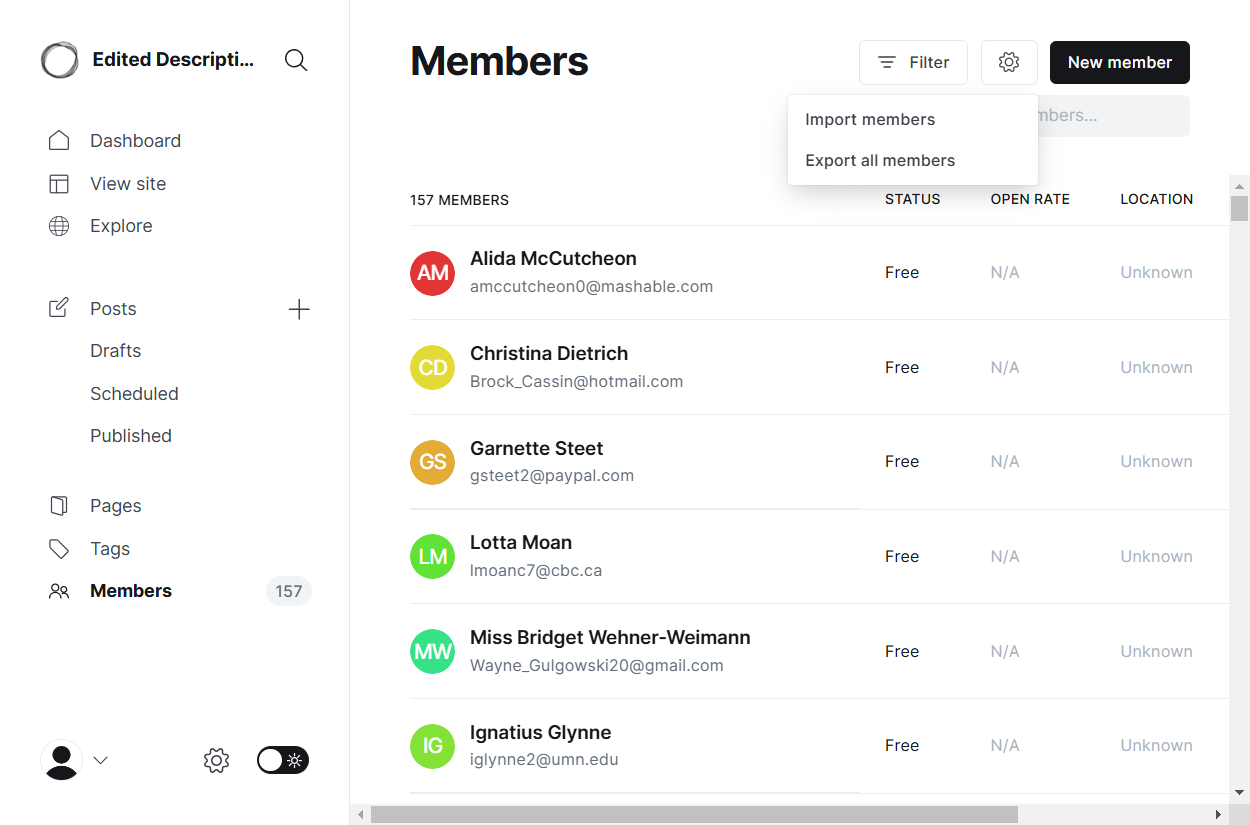 Edited Descripti...
Dashboard
View site
Explore
Posts
Drafts
Scheduled
Published
Pages
Tags
Members 157
Members
Filter
New member
Import members
Export all members
157 MEMBERS STATUS OPEN RATE LOCATION
AM Alida McCutcheon Free N/A Unknown
amccutcheon0@mashable.com
CD Christina Dietrich Free N/A Unknown
Brock_Cassin@hotmail.com
GS Garnette Steet Free N/A Unknown
gsteet2@paypal.com
LM Lotta Moan Free N/A Unknown
lmoanc7@cbc.ca
MW Miss Bridget Wehner-Weimann Free N/A Unknown
Wayne_Gulgowski20@gmail.com
IG Ignatius Glynne Free N/A Unknown
iglynne2@umn.edu